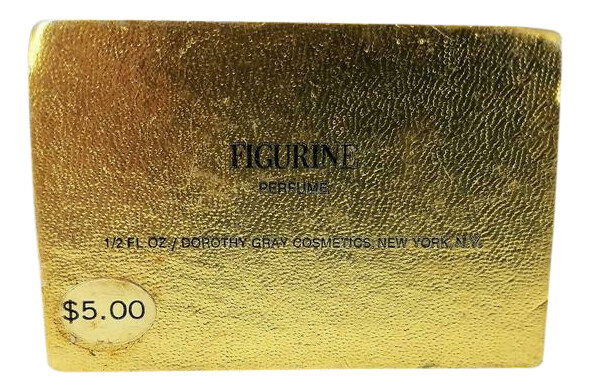 FIGURINE
PERFUME
1/2 FL OZ / DOROTHY GRAY COSMETICS, NEW YORK, N.Y.
$5.00